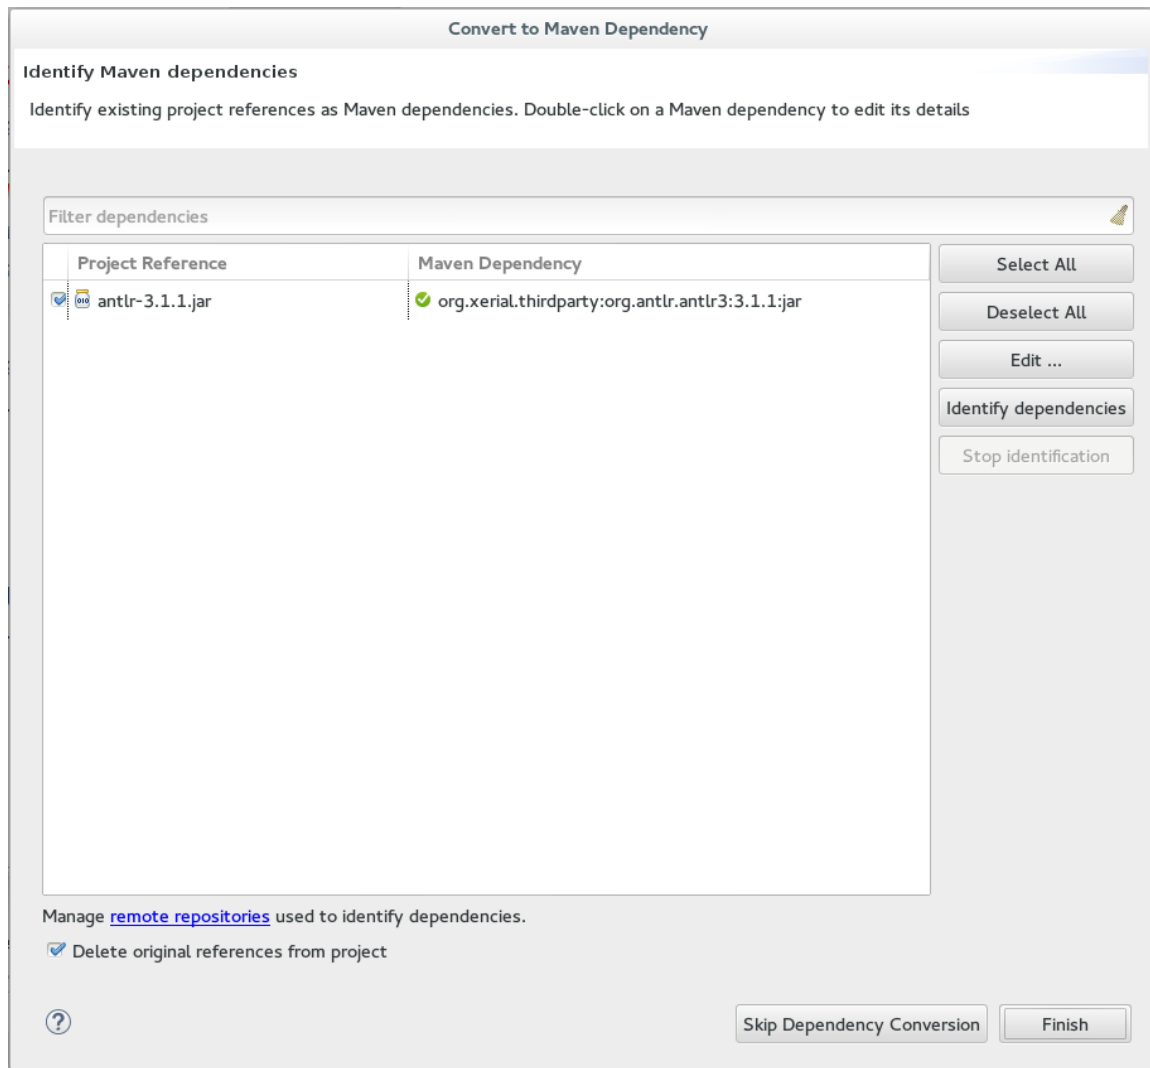 Convert to Maven Dependency
Identify Maven dependencies
Identify existing project references as Maven dependencies. Double-click on a Maven dependency to edit its details
Filter dependencies
Project Reference Maven Dependency
antlr-3.1.1.jar org.xerial.thirdparty:org.antlr.antlr3:3.1.1:jar
Select All
Deselect All
Edit ...
Identify dependencies
Stop identification
Manage remote repositories used to identify dependencies.
Delete original references from project
Skip Dependency Conversion Finish